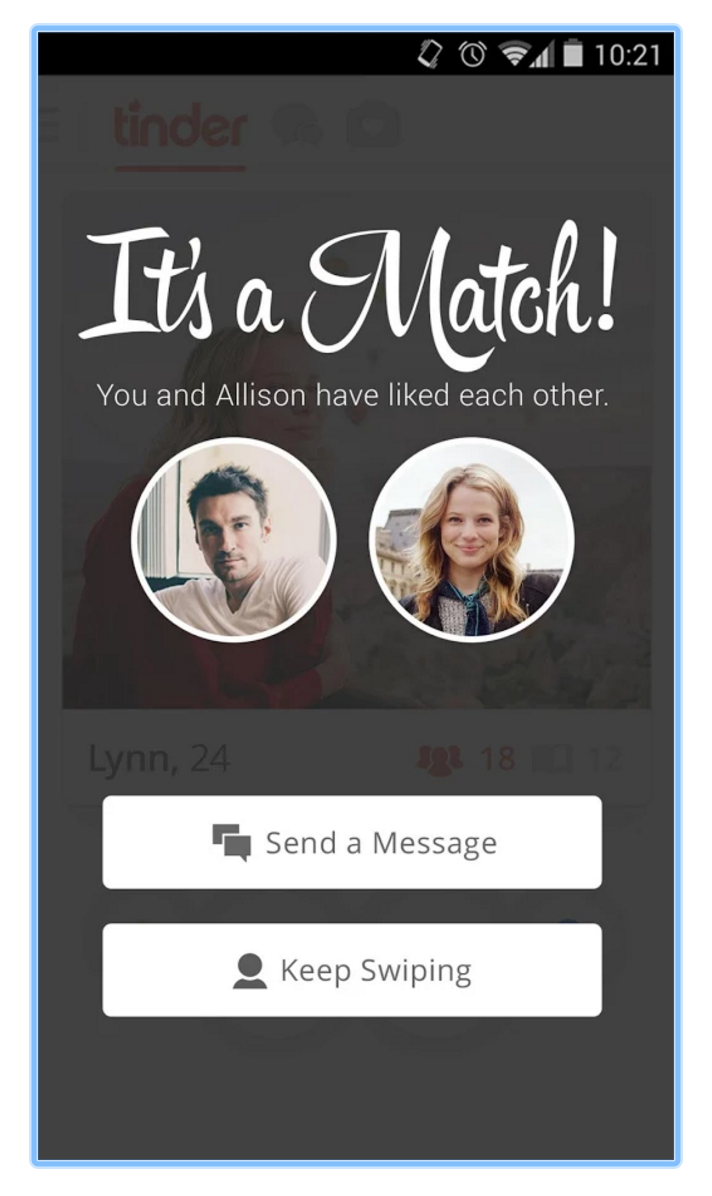 10:21
tinder
It's a Match!
You and Allison have liked each other.
Lynn, 24 18 12
Send a Message
Keep Swiping